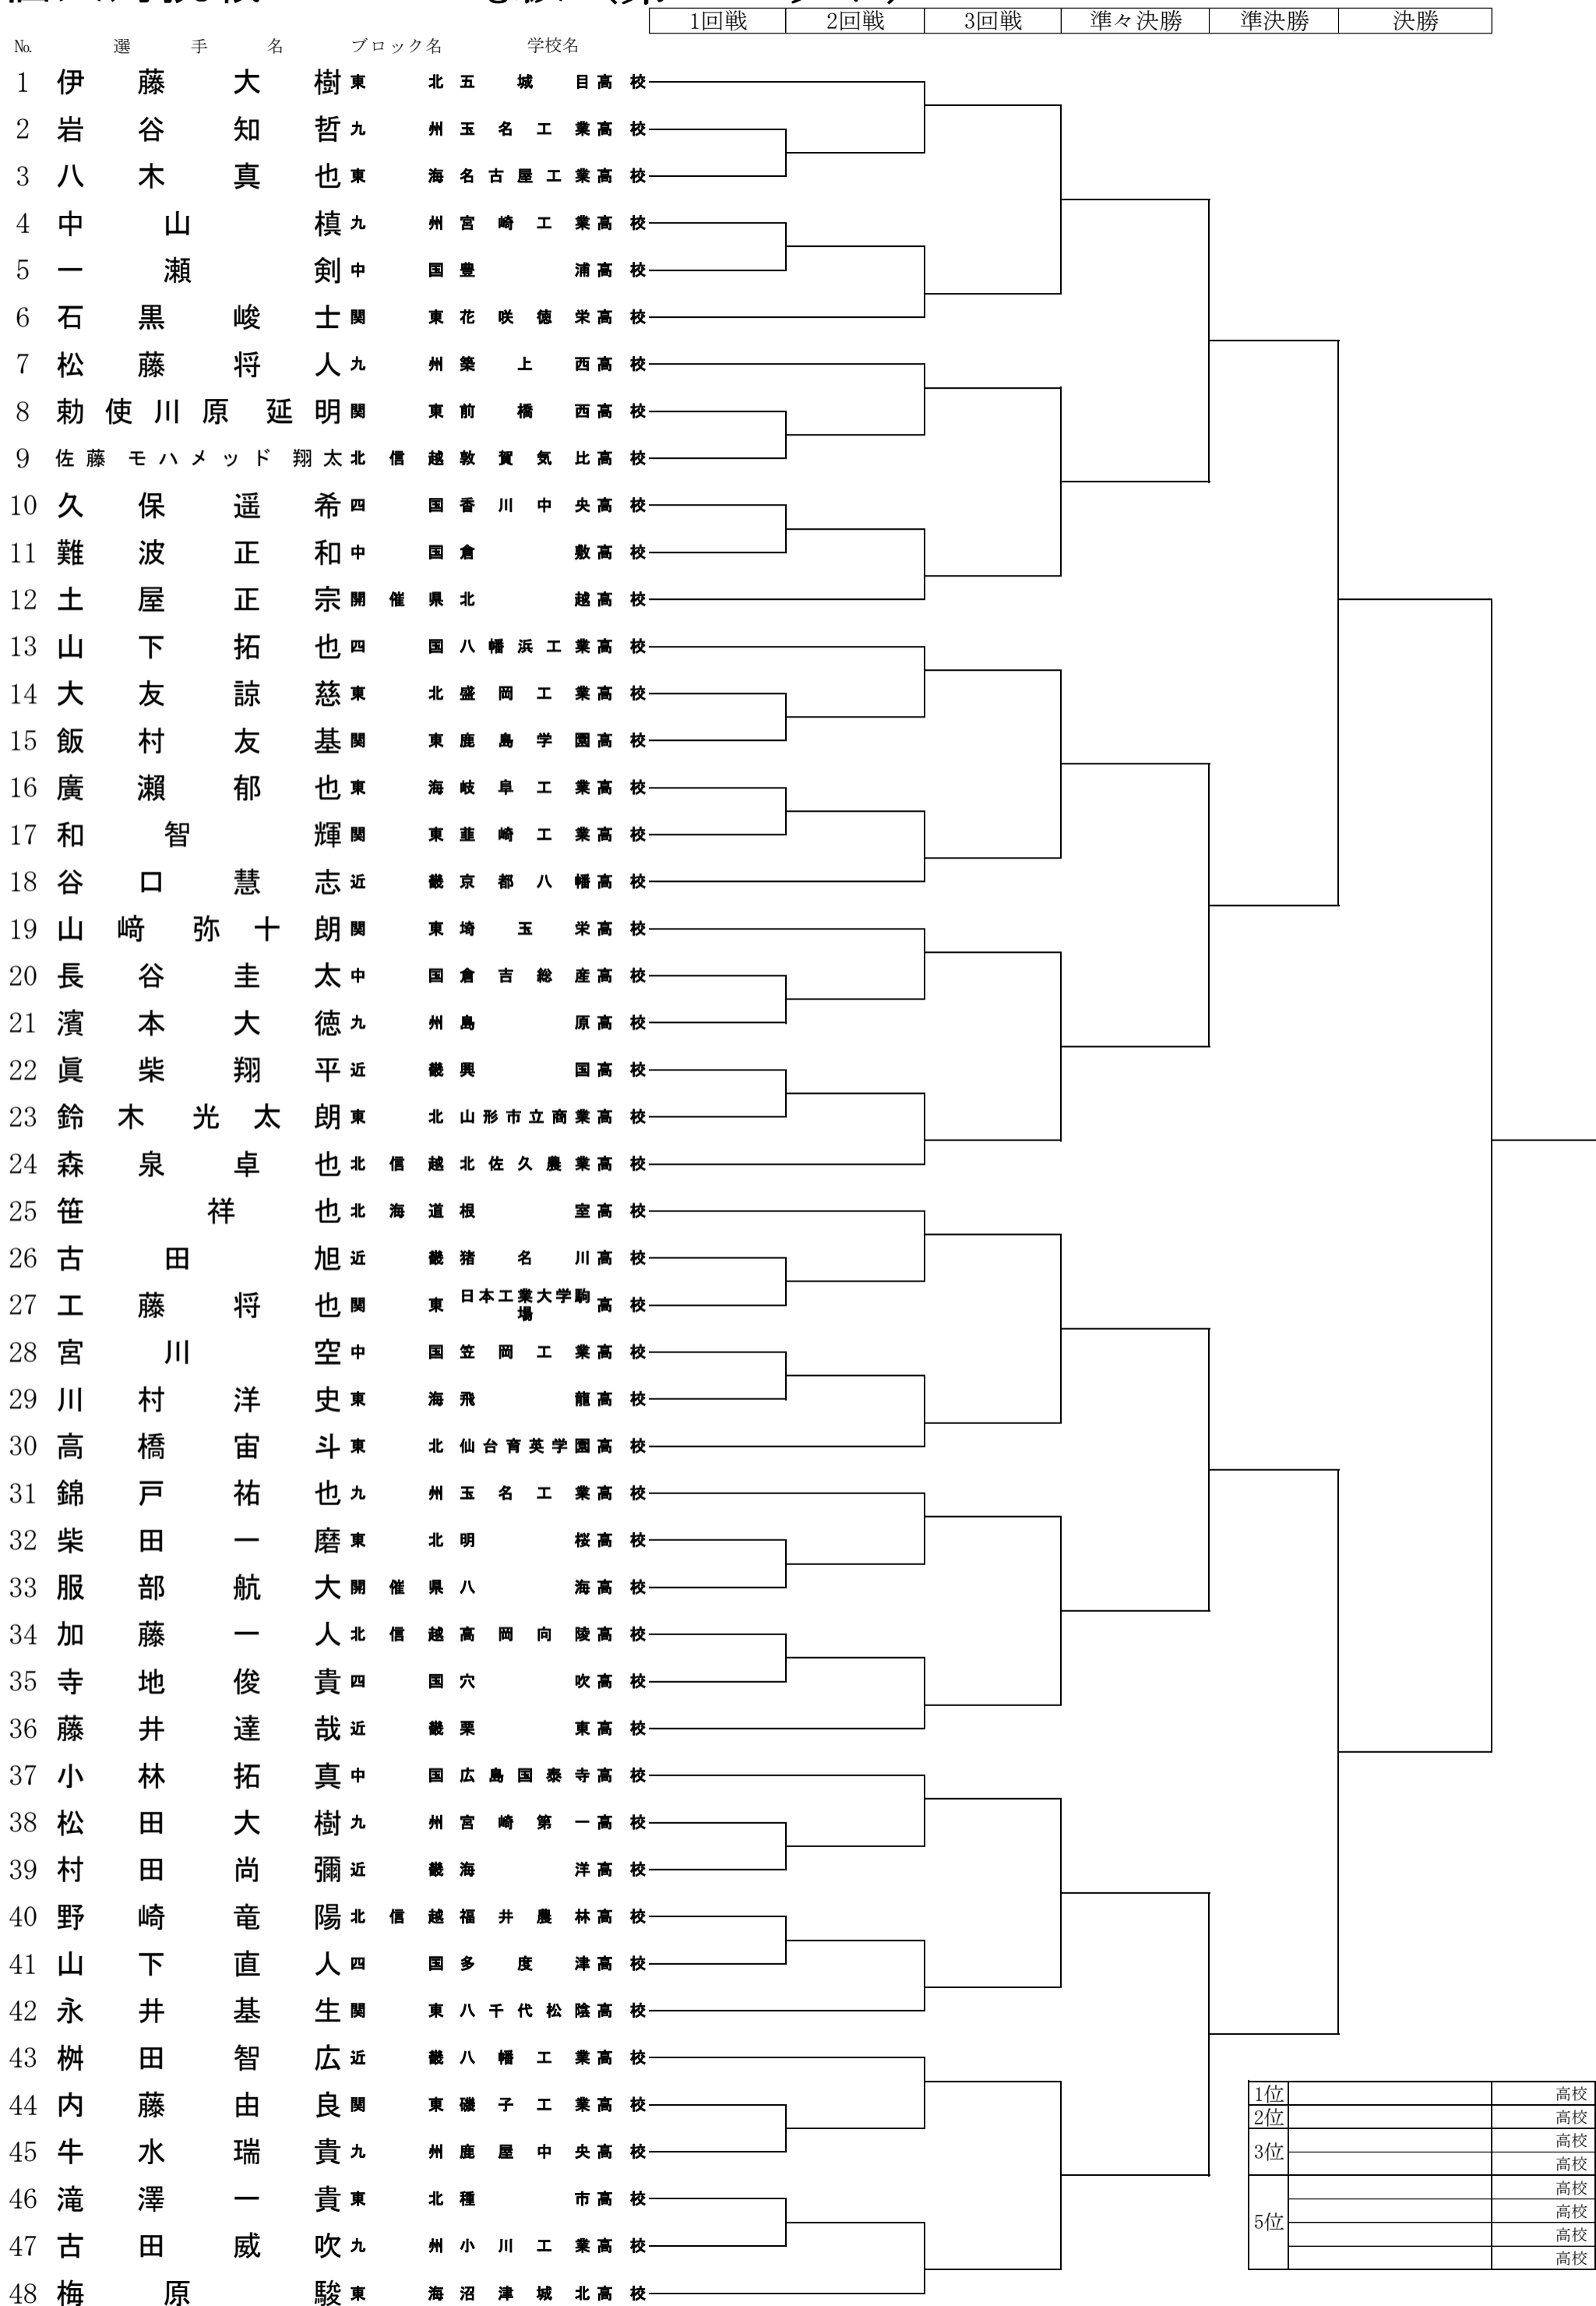 1回戦 2回戦 3回戦 準々決勝 準決勝 決勝
No. 選手名 ブロック名 学校名
1 伊藤大樹 東北 五城目高校
2 岩谷知哲 九州 玉名工業高校
3 八木真也 東海 名古屋工業高校
4 中山槙 九州 宮崎工業高校
5 一瀬剣 中国 豊浦高校
6 石黒峻士 関東 花咲徳栄高校
7 松藤将人 九州 築上西高校
8 勅使川原延明 関東 前橋西高校
9 佐藤モハメッド翔太 北信越 敦賀気比高校
10 久保遥希 四国 香川中央高校
11 難波正和 中国 倉敷高校
12 土屋正宗 開催県 北越高校
13 山下拓也 四国 八幡浜工業高校
14 大友諒慈 東北 盛岡工業高校
15 飯村友基 関東 鹿島学園高校
16 廣瀬郁也 東海 岐阜工業高校
17 和智輝 関東 韮崎工業高校
18 谷口慧志 近畿 京都八幡高校
19 山﨑弥十朗 関東 埼玉栄高校
20 長谷圭太 中国 倉吉総産高校
21 濱本大徳 九州 島原高校
22 眞柴翔平 近畿 興国高校
23 鈴木光太朗 東北 山形市立商業高校
24 森泉卓也 北信越 北佐久農業高校
25 笹祥也 北海道 根室高校
26 古田旭 近畿 猪名川高校
27 工藤将也 関東 日本工業大学駒場高校
28 宮川空 中国 笠岡工業高校
29 川村洋史 東海 飛龍高校
30 高橋宙斗 東北 仙台育英学園高校
31 錦戸祐也 九州 玉名工業高校
32 柴田一磨 東北 明桜高校
33 服部航大 開催県 八海高校
34 加藤一人 北信越 高岡向陵高校
35 寺地俊貴 四国 穴吹高校
36 藤井達哉 近畿 栗東高校
37 小林拓真 中国 広島国泰寺高校
38 松田大樹 九州 宮崎第一高校
39 村田尚彌 近畿 海洋高校
40 野崎竜陽 北信越 福井農林高校
41 山下直人 四国 多度津高校
42 永井基生 関東 八千代松陰高校
43 桝田智広 近畿 八幡工業高校
44 内藤由良 関東 磯子工業高校
45 牛水瑞貴 九州 鹿屋中央高校
46 滝澤一貴 東北 種市高校
47 古田威吹 九州 小川工業高校
48 梅原駿 東海 沼津城北高校
1位 高校
2位 高校
3位 高校
高校
5位 高校
高校
高校
高校